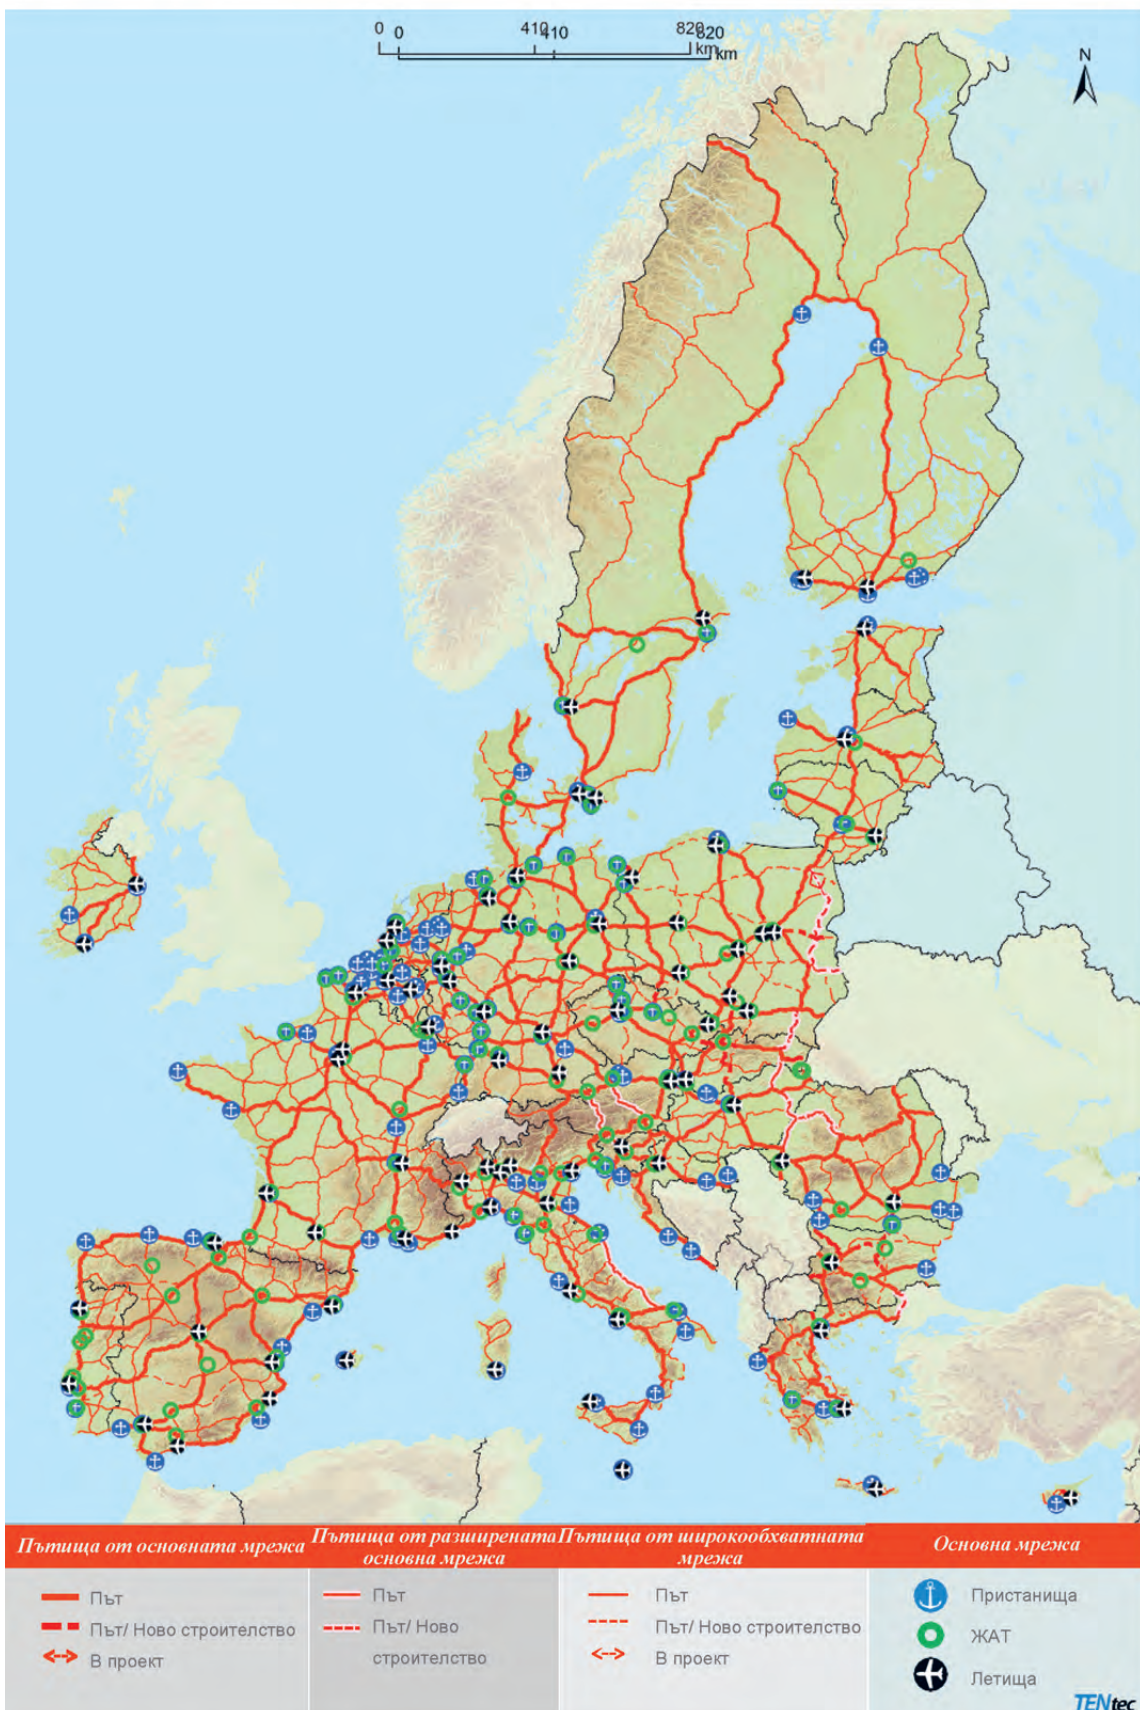 0 410 820
km
0 410 820
km
N
Пътища от основната мрежа
Път
Път/ Ново строителство
В проект
Пътища от разширената
основна мрежа
Път
Път/ Ново
строителство
Пътища от широкообхватната
мрежа
Път
Път/ Ново строителство
В проект
Основна мрежа
Пристанища
ЖАТ
Летища
TENtec